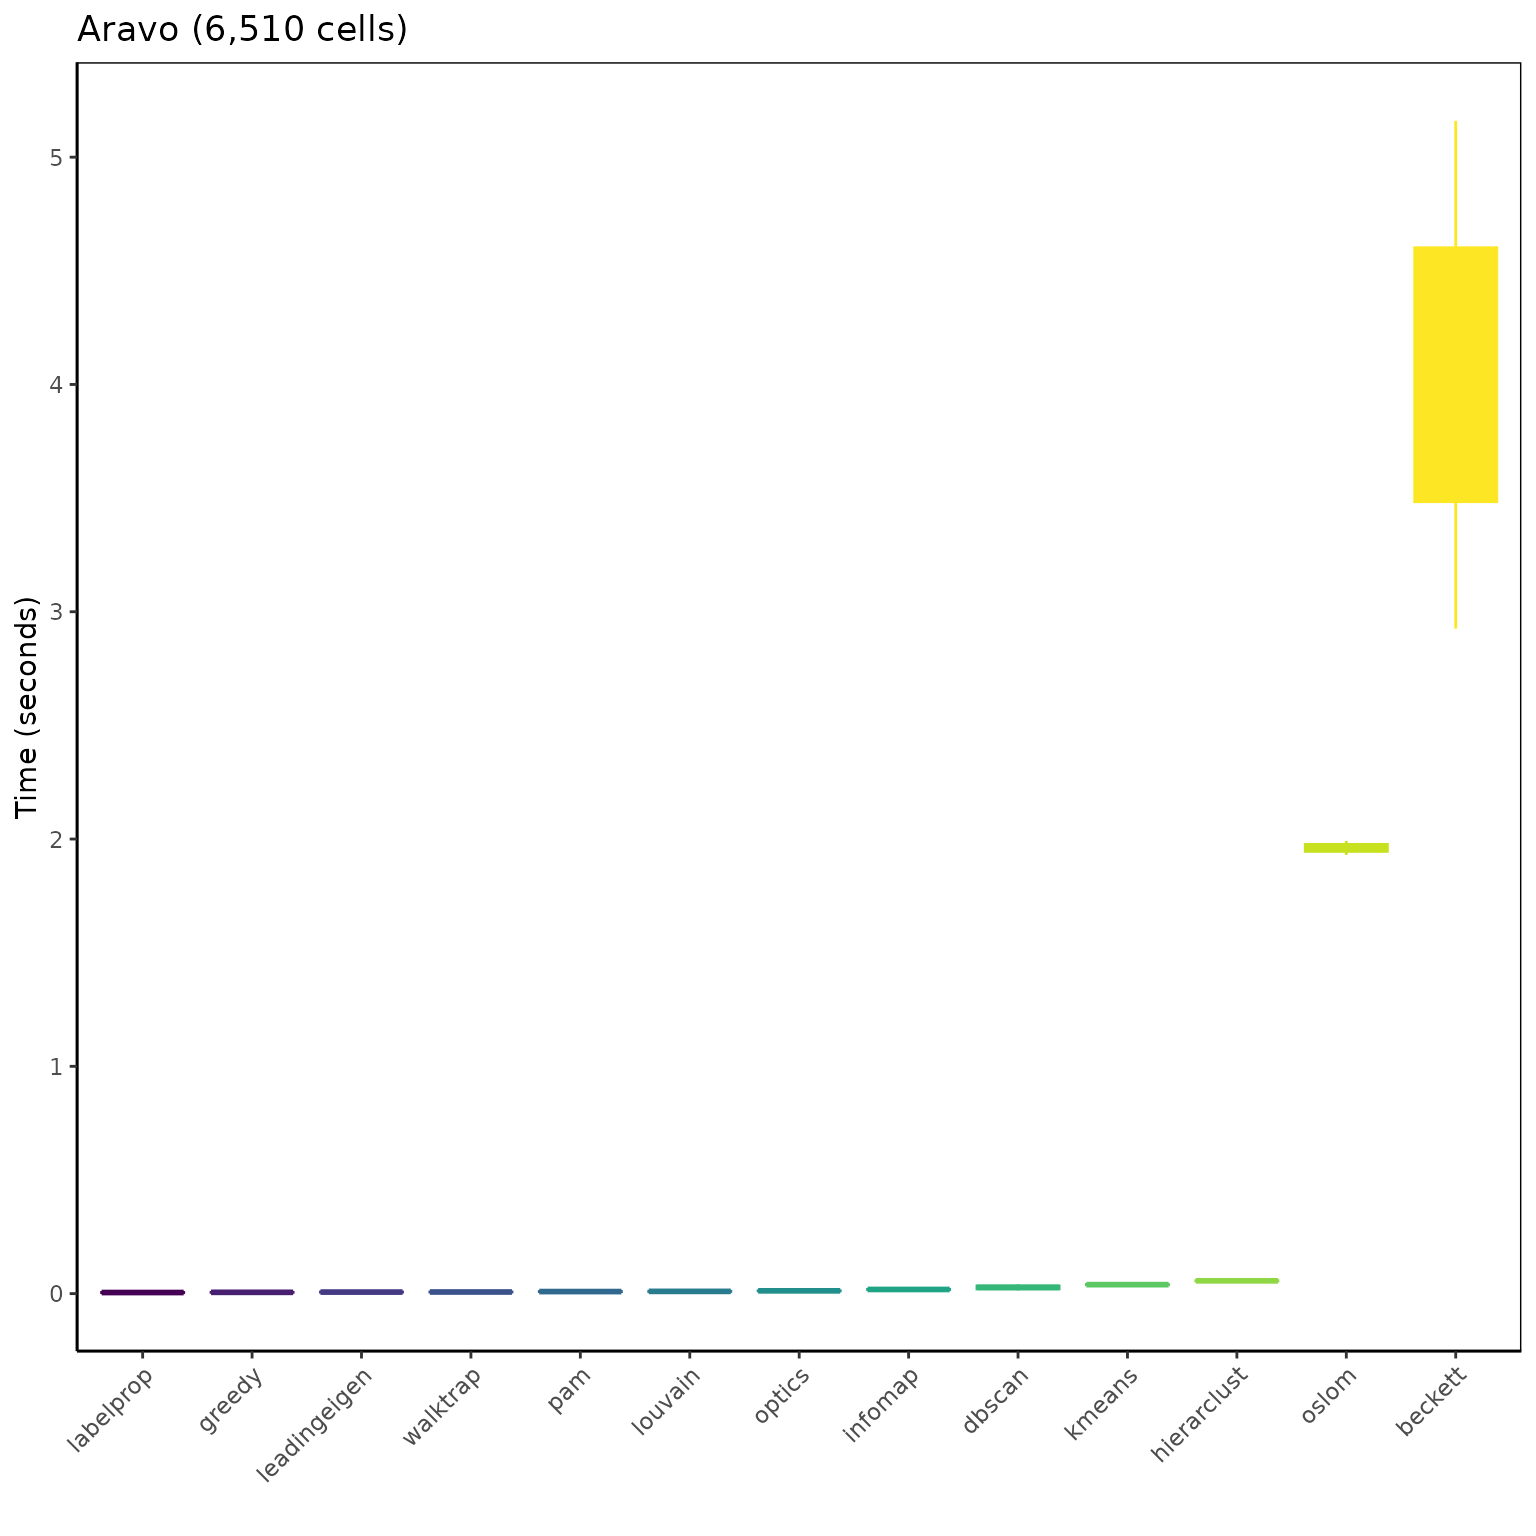 Aravo (6,510 cells)
Time (seconds)
5
4
3
2
1
0
labelprop
greedy
leadingeigen
walktrap
pam
louvain
optics
infomap
dbscan
kmeans
hierarclust
oslom
beckett